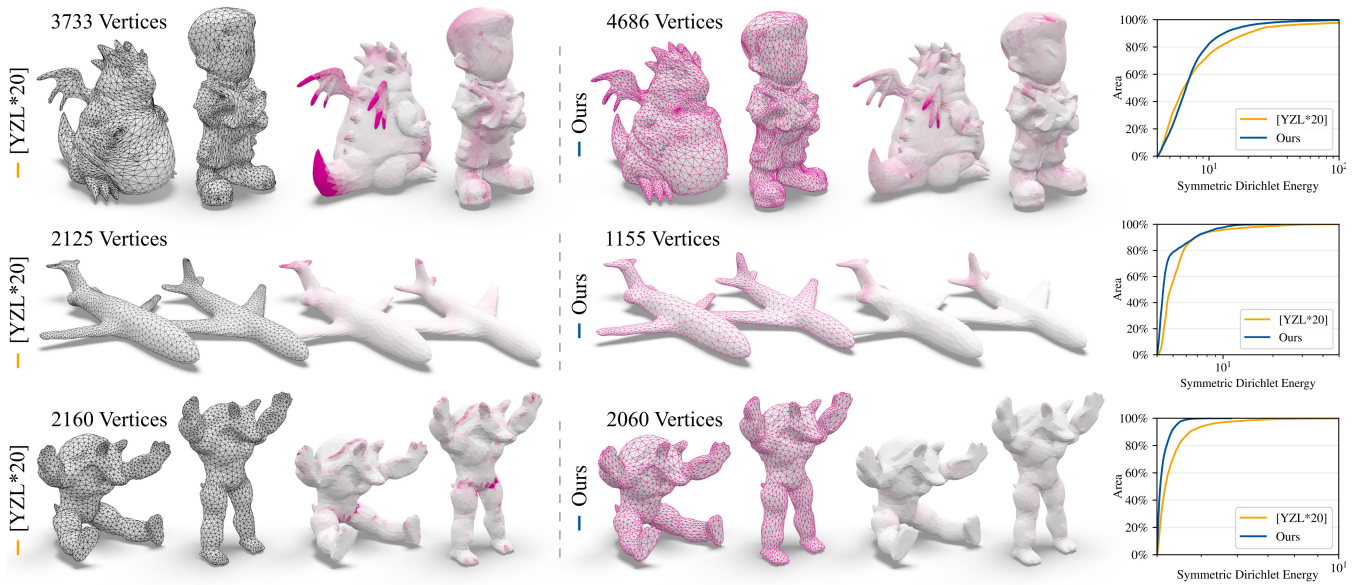 3733 Vertices
[YZL*20]
4686 Vertices
Ours
100%
80%
60%
40%
20%
0%
Area
[YZL*20]
Ours
10¹
10²
Symmetric Dirichlet Energy
2125 Vertices
[YZL*20]
1155 Vertices
Ours
100%
80%
60%
40%
20%
0%
Area
[YZL*20]
Ours
10¹
Symmetric Dirichlet Energy
2160 Vertices
[YZL*20]
2060 Vertices
Ours
100%
80%
60%
40%
20%
0%
Area
[YZL*20]
Ours
10¹
Symmetric Dirichlet Energy